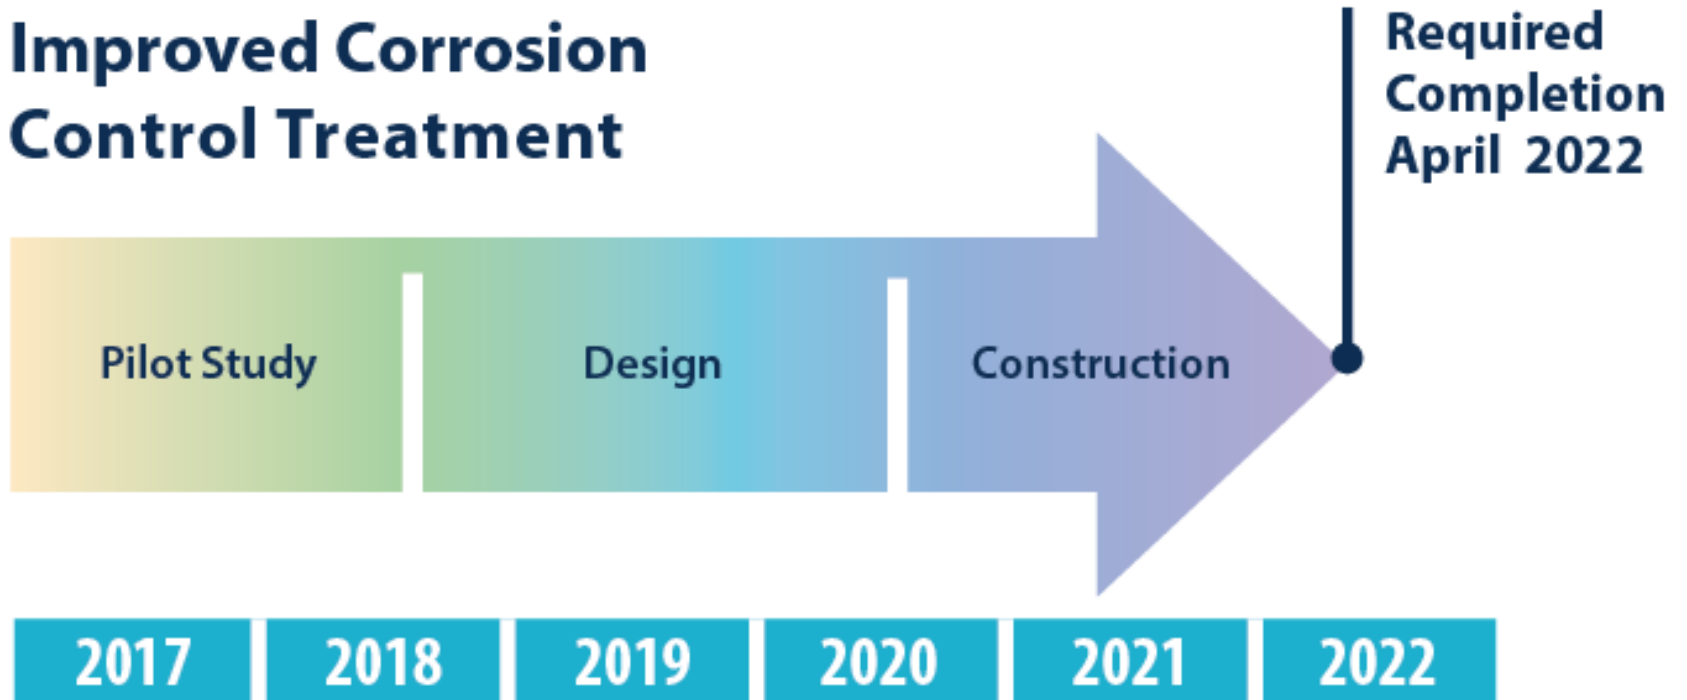 Improved Corrosion
Control Treatment
Required
Completion
April 2022
Pilot Study
Design
Construction
2017
2018
2019
2020
2021
2022